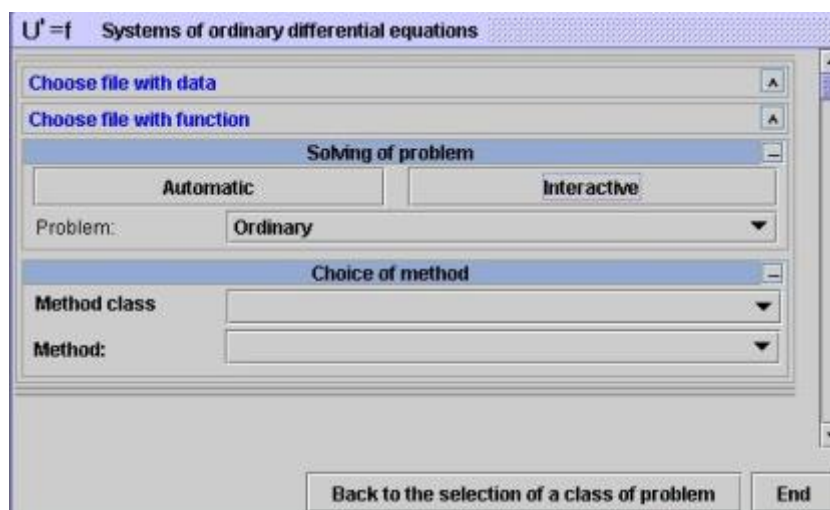 U'=f Systems of ordinary differential equations
Choose file with data
Choose file with function
Solving of problem
Automatic Interactive
Problem: Ordinary
Choice of method
Method class
Method:
Back to the selection of a class of problem End